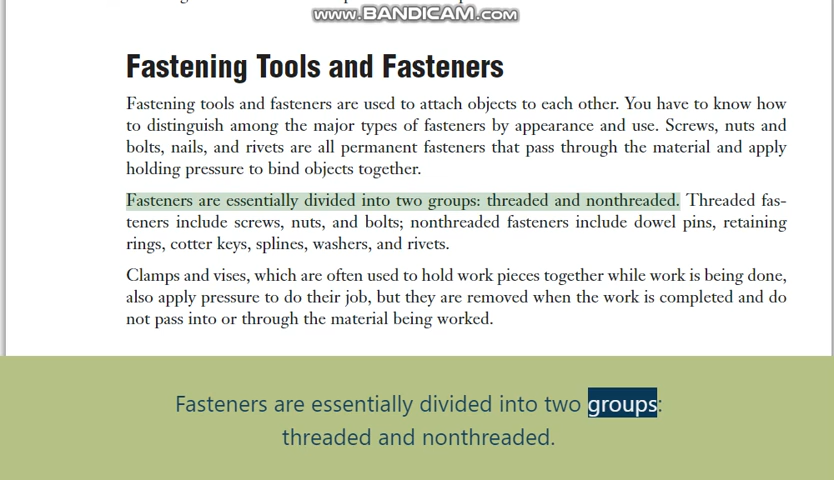 www.BANDICAM.com
Fastening Tools and Fasteners
Fastening tools and fasteners are used to attach objects to each other. You have to know how
to distinguish among the major types of fasteners by appearance and use. Screws, nuts and
bolts, nails, and rivets are all permanent fasteners that pass through the material and apply
holding pressure to bind objects together.
Fasteners are essentially divided into two groups: threaded and nonthreaded. Threaded fas-
teners include screws, nuts, and bolts; nonthreaded fasteners include dowel pins, retaining
rings, cotter keys, splines, washers, and rivets.
Clamps and vises, which are often used to hold work pieces together while work is being done,
also apply pressure to do their job, but they are removed when the work is completed and do
not pass into or through the material being worked.
Fasteners are essentially divided into two groups:
threaded and nonthreaded.